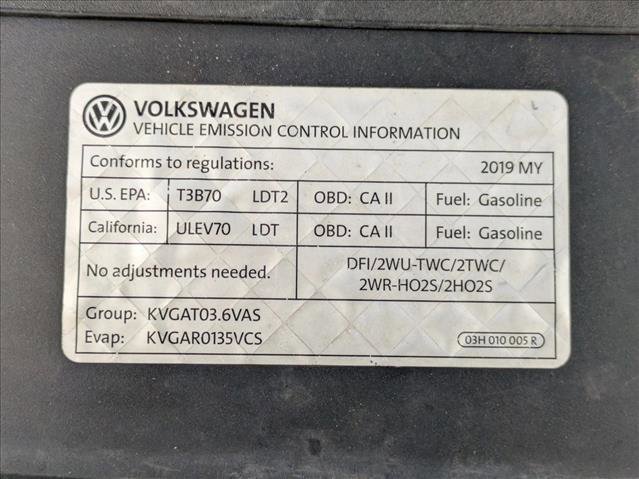 VOLKSWAGEN
VEHICLE EMISSION CONTROL INFORMATION
Conforms to regulations: 2019 MY
U.S. EPA: T3B70 LDT2 OBD: CA II Fuel: Gasoline
California: ULEV70 LDT OBD: CA II Fuel: Gasoline
No adjustments needed. DFI/2WU-TWC/2TWC/
2WR-HO2S/2HO2S
Group: KVGAT03.6VAS
Evap: KVGAR0135VCS
03H 010 005 R